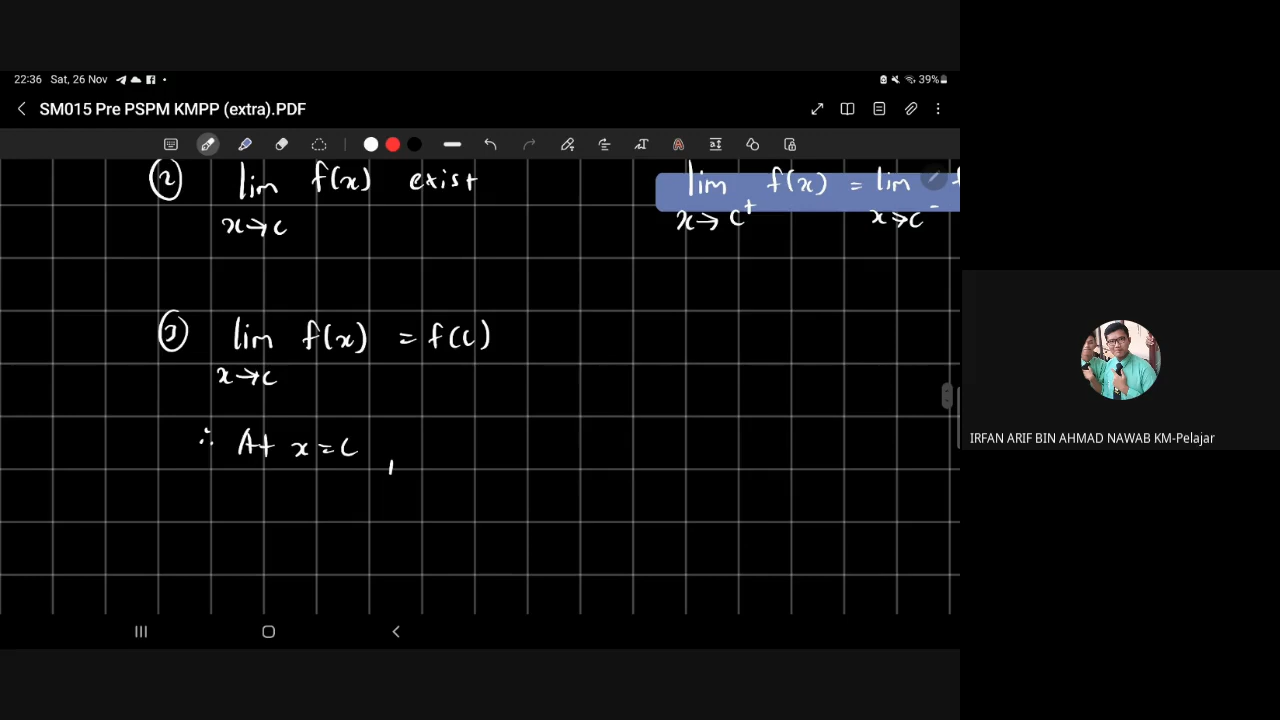 22:36 Sat, 26 Nov
39%
SM015 Pre PSPM KMPP (extra).PDF
② lim f(x) exist
x→c
lim f(x) = lim f
x→c⁺ x→c⁻
③ lim f(x) = f(c)
x→c
∴ At x=c
IRFAN ARIF BIN AHMAD NAWAB KM-Pelajar